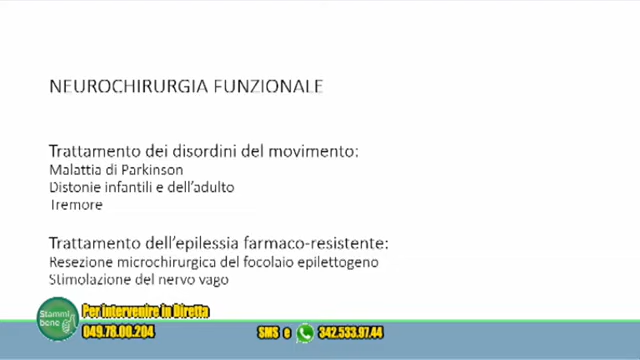 NEUROCHIRURGIA FUNZIONALE
Trattamento dei disordini del movimento:
Malattia di Parkinson
Distonie infantili e dell'adulto
Tremore
Trattamento dell'epilessia farmaco-resistente:
Resezione microchirurgica del focolaio epilettogeno
Stimolazione del nervo vago
Stammi
bene
Per Intervenire in Diretta
049.78.00.204
SMS e 342.533.97.44